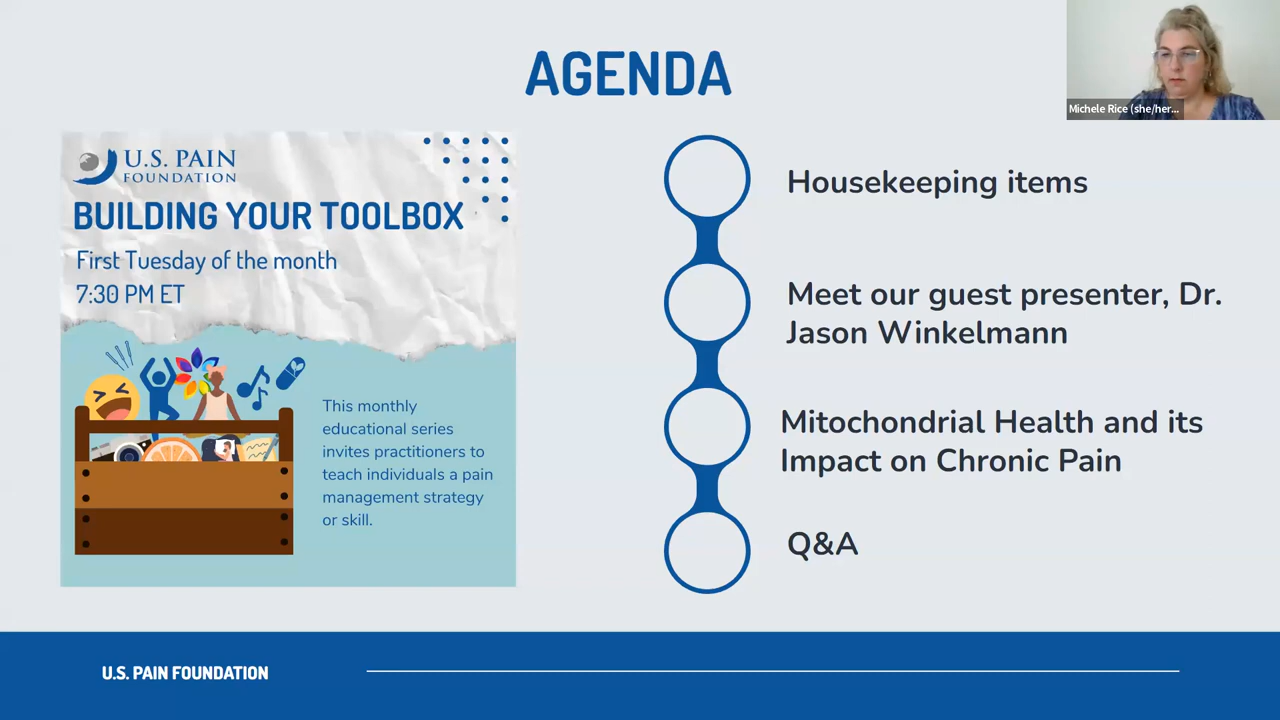 AGENDA
Michele Rice (she/her...
U.S. PAIN
FOUNDATION
BUILDING YOUR TOOLBOX
First Tuesday of the month
7:30 PM ET
This monthly
educational series
invites practitioners to
teach individuals a pain
management strategy
or skill.
Housekeeping items
Meet our guest presenter, Dr.
Jason Winkelmann
Mitochondrial Health and its
Impact on Chronic Pain
Q&A
U.S. PAIN FOUNDATION